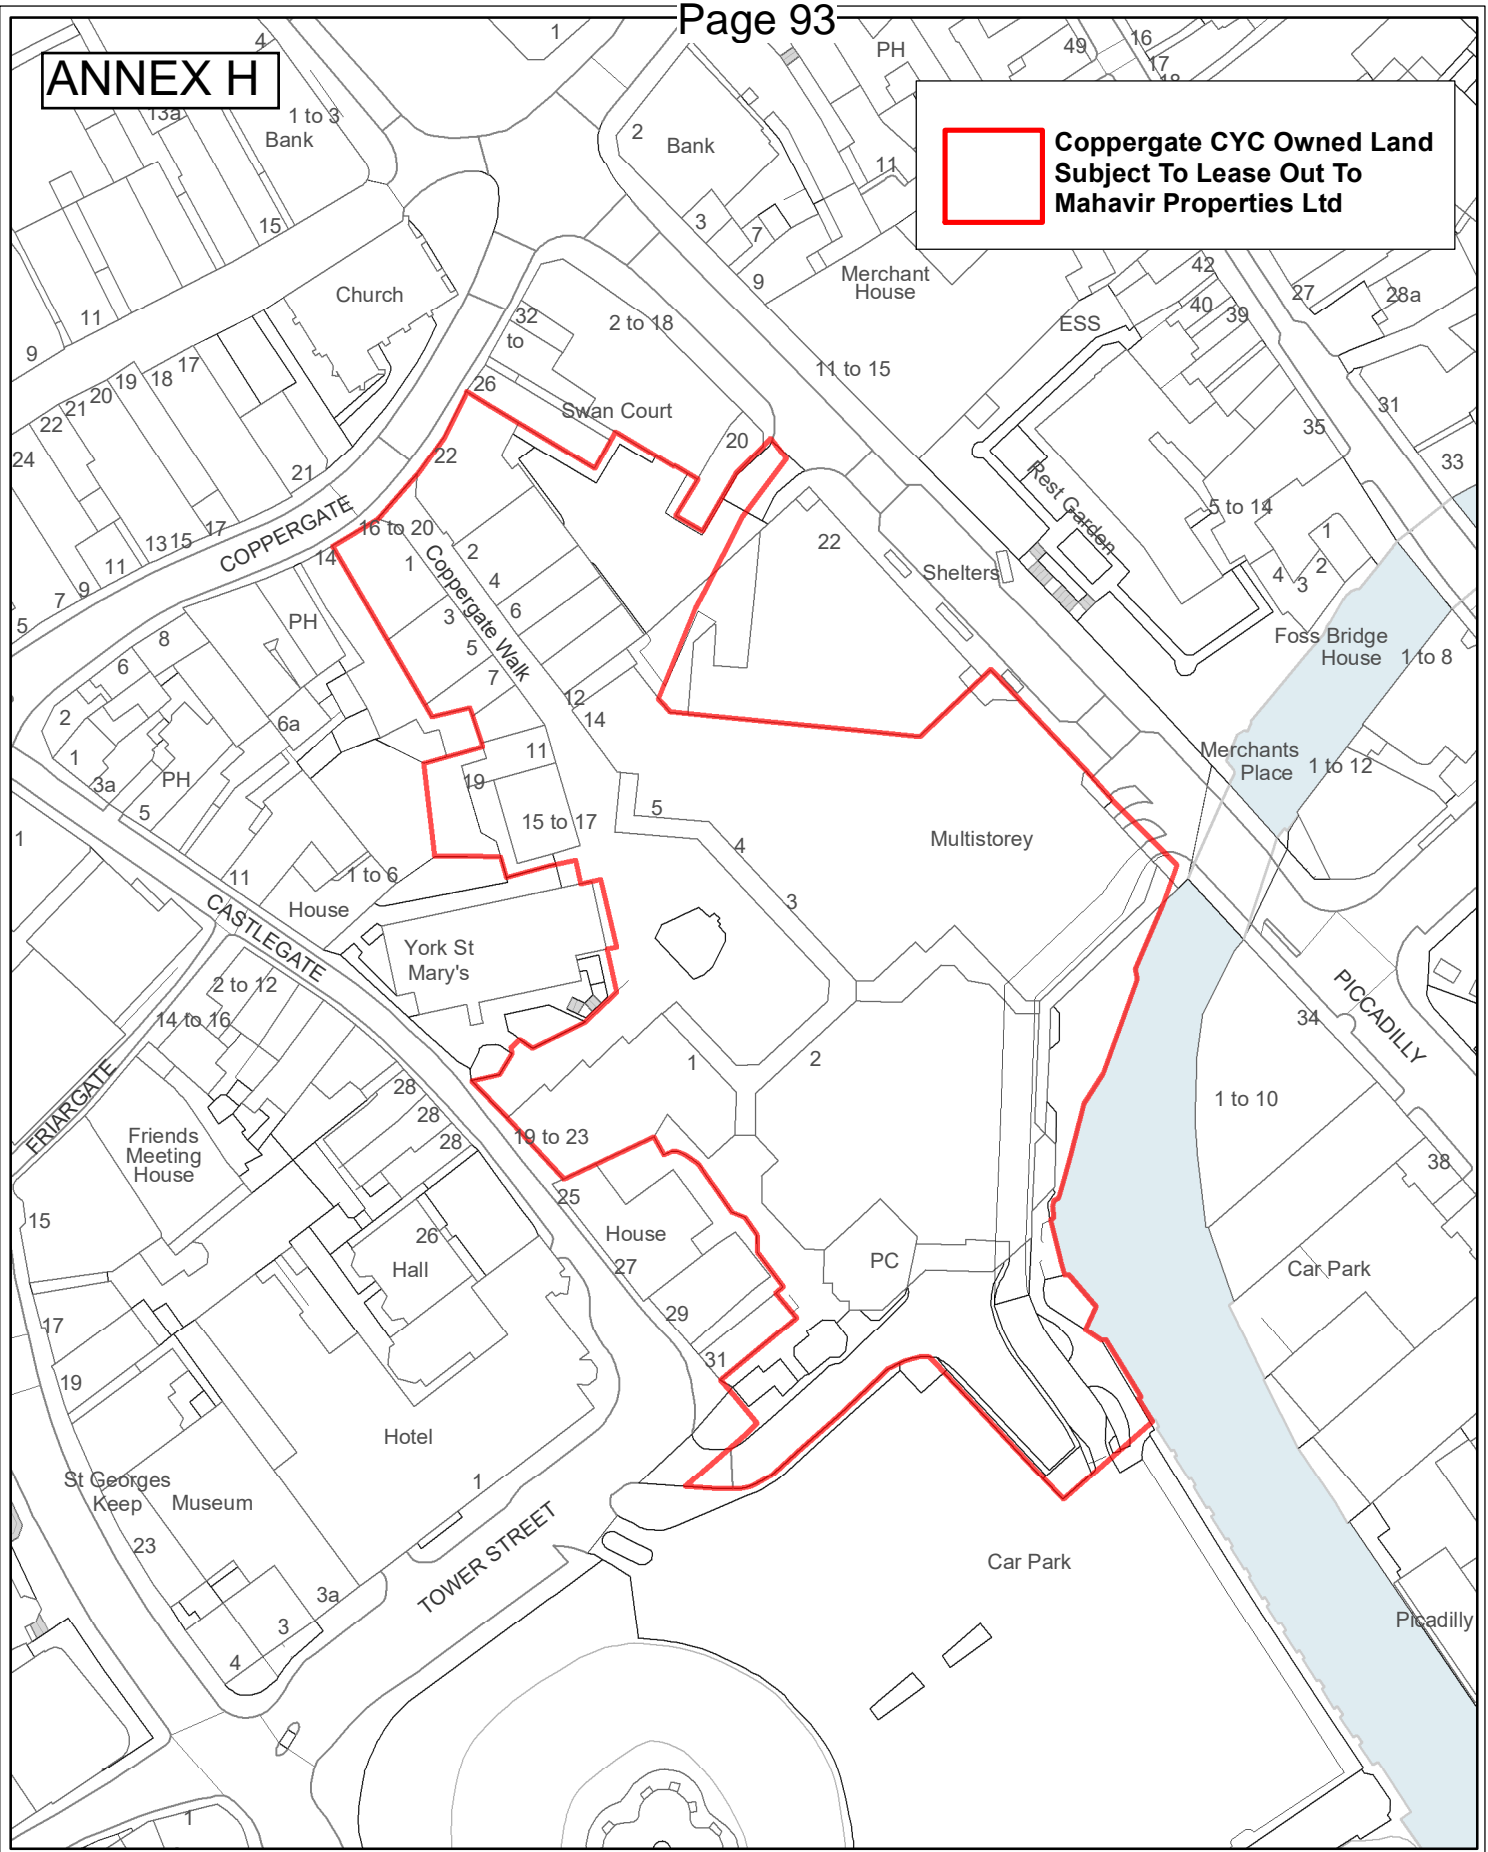 Page 93
ANNEX H
Coppergate CYC Owned Land
Subject To Lease Out To
Mahavir Properties Ltd
4
1
PH
49
16
17
18
13a
1 to 3
Bank
2
Bank
11
15
3
7
9
Merchant
House
42
40
39
27
28a
Church
11
9
32
to
2 to 18
ESS
11 to 15
17
18
19
20
21
22
24
26
Swan Court
20
22
31
35
33
21
COPPERGATE
16 to 20
14
17
13 15
11
9
7
5
Coppergate Walk
1
2
4
6
3
5
7
12
14
22
Shelters
Rest Garden
5 to 14
1
2
3
4
Foss Bridge
House
1 to 8
PH
8
6
2
1
3a
PH
6a
5
11
19
15 to 17
5
4
3
Multistorey
Merchants
Place
1 to 12
1
11
1 to 6
House
CASTLEGATE
York St
Mary's
2 to 12
14 to 16
PICCADILLY
34
1 to 10
38
FRIARGATE
Friends
Meeting
House
28
28
28
1
2
19 to 23
25
House
27
29
31
PC
15
26
Hall
17
19
Hotel
Car Park
St Georges
Keep
Museum
23
1
TOWER STREET
3a
3
4
Car Park
Picadilly
1